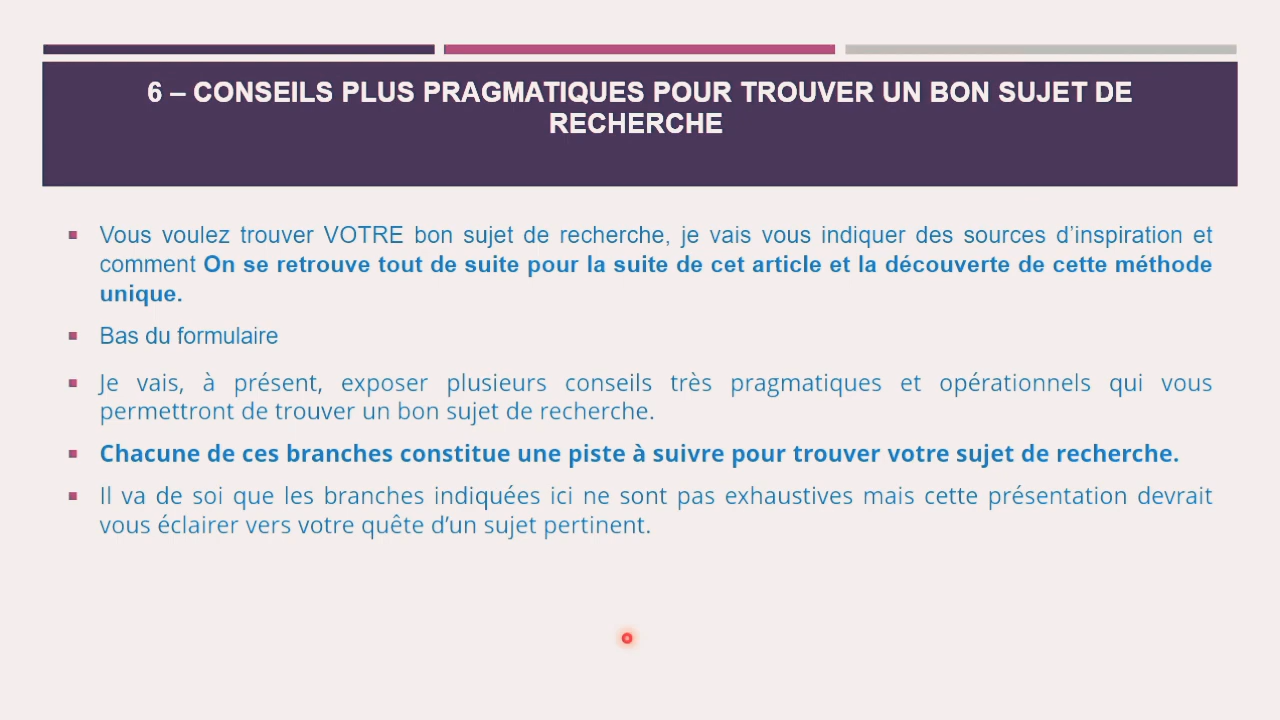 6 – CONSEILS PLUS PRAGMATIQUES POUR TROUVER UN BON SUJET DE
RECHERCHE
Vous voulez trouver VOTRE bon sujet de recherche, je vais vous indiquer des sources d’inspiration et
comment On se retrouve tout de suite pour la suite de cet article et la découverte de cette méthode
unique.
Bas du formulaire
Je vais, à présent, exposer plusieurs conseils très pragmatiques et opérationnels qui vous
permettront de trouver un bon sujet de recherche.
Chacune de ces branches constitue une piste à suivre pour trouver votre sujet de recherche.
Il va de soi que les branches indiquées ici ne sont pas exhaustives mais cette présentation devrait
vous éclairer vers votre quête d’un sujet pertinent.